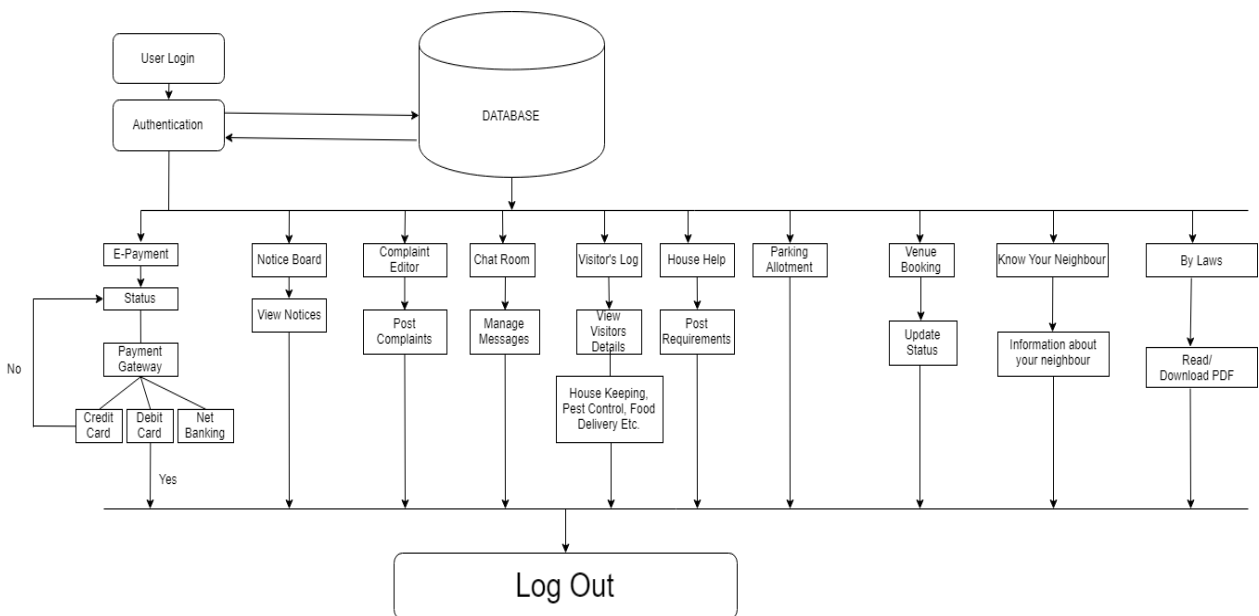 User Login
Authentication
DATABASE
E-Payment
Notice Board
Complaint
Editor
Chat Room
Visitor's Log
House Help
Parking
Allotment
Venue
Booking
Know Your Neighbour
By Laws
Status
View Notices
Post
Complaints
Manage
Messages
View
Visitors
Details
Post
Requirements
Update
Status
Information about
your neighbour
Read/
Download PDF
Payment
Gateway
No
House Keeping,
Pest Control, Food
Delivery Etc.
Credit
Card
Debit
Card
Net
Banking
Yes
Log Out